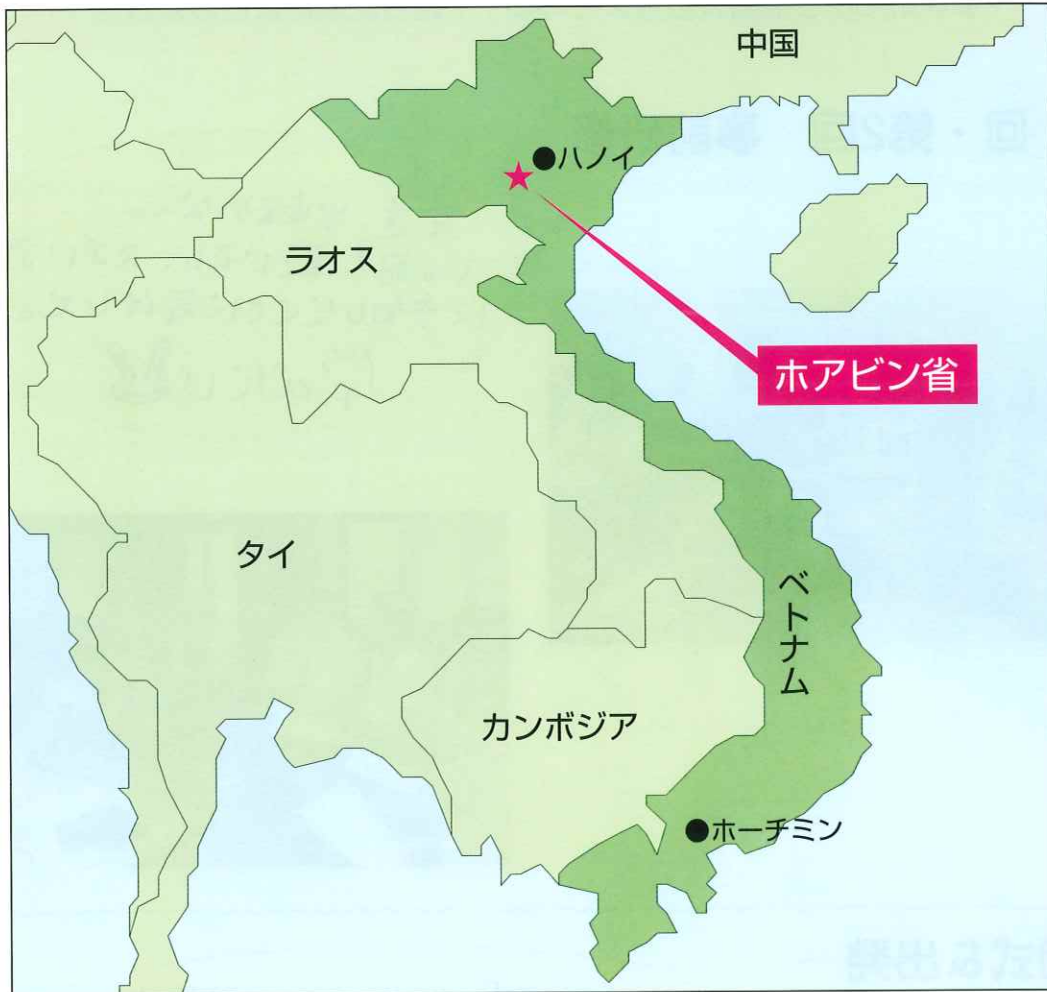 中国
ハノイ
ラオス
ホアビン省
タイ
ベトナム
カンボジア
ホーチミン